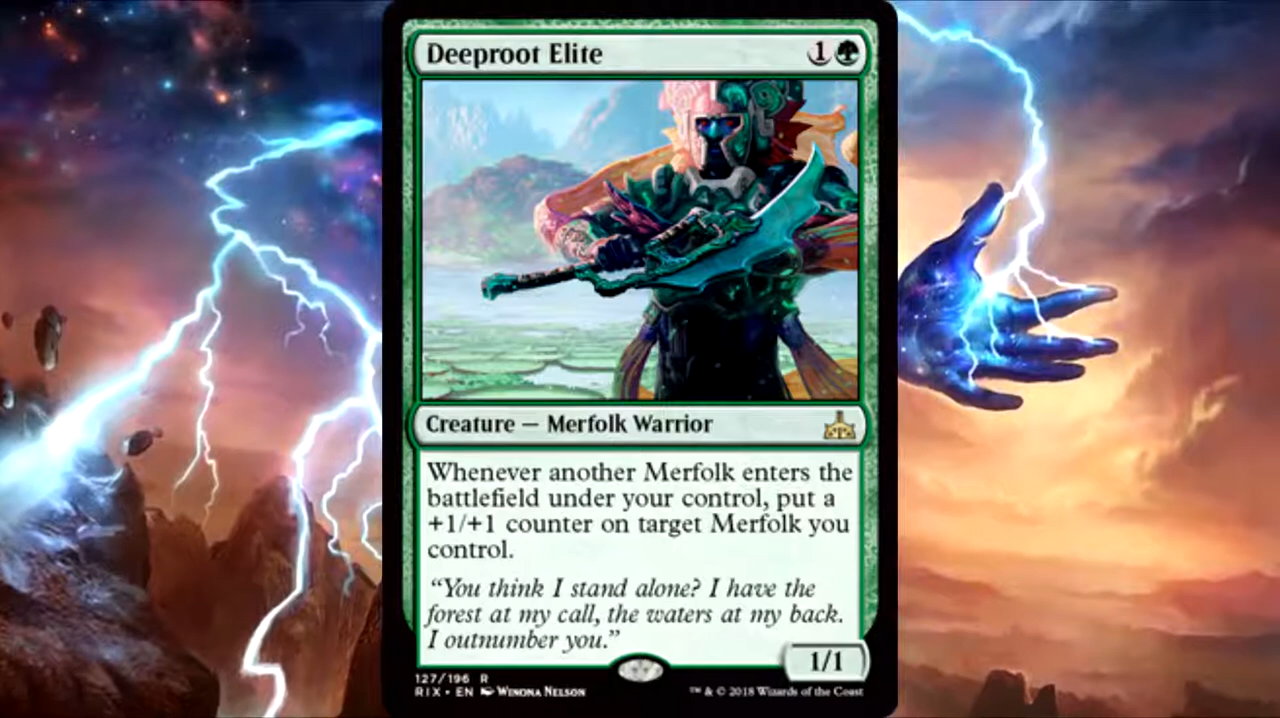 Deeproot Elite 1
Creature — Merfolk Warrior
Whenever another Merfolk enters the
battlefield under your control, put a
+1/+1 counter on target Merfolk you
control.
“You think I stand alone? I have the
forest at my call, the waters at my back.
I outnumber you.”
1/1
127/196 R
RIX • EN Winona Nelson
™ & © 2018 Wizards of the Coast